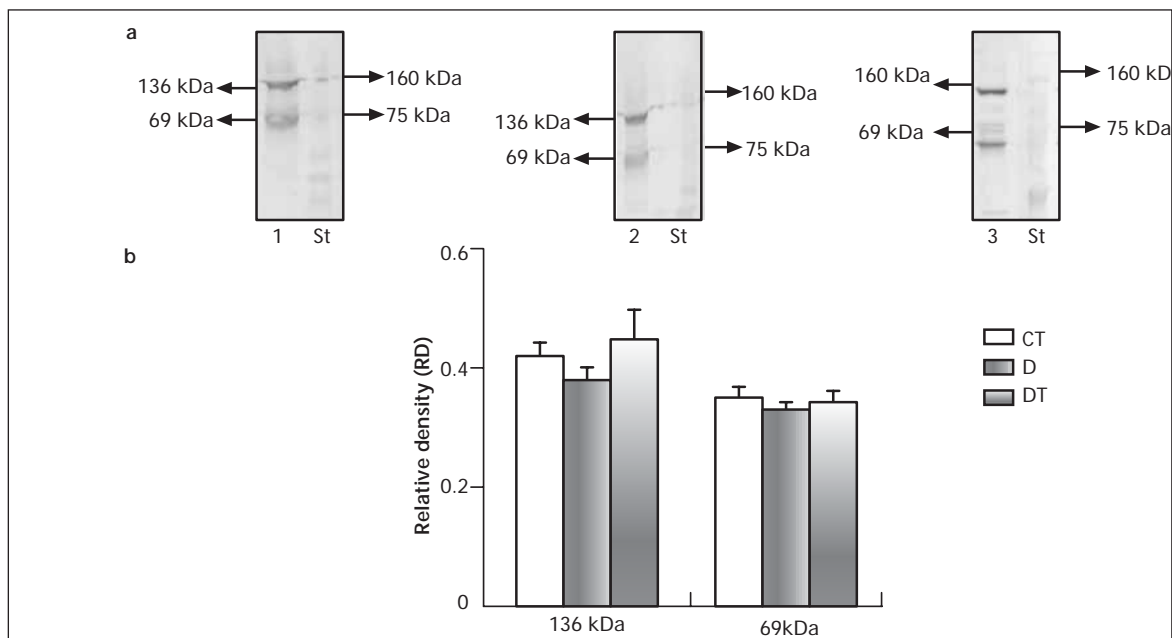 a
136 kDa
69 kDa
160 kDa
75 kDa
1 St
136 kDa
69 kDa
160 kDa
75 kDa
2 St
160 kDa
69 kDa
160 kD
75 kDa
3 St
b
Relative density (RD)
0.6
0.4
0.2
0
136 kDa
69kDa
CT
D
DT